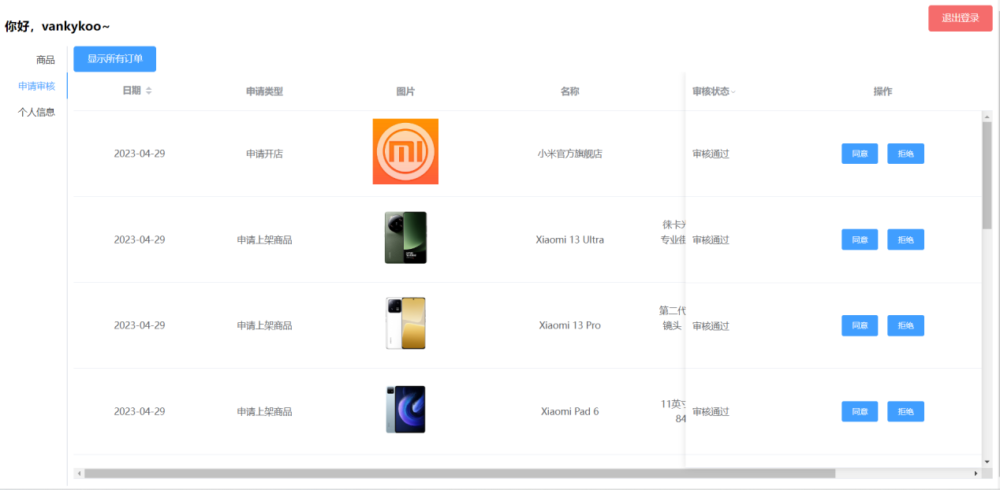 退出登录
你好，vankykoo~
商品
申请审核
个人信息
显示所有订单
日期 申请类型 图片 名称 审核状态 操作
2023-04-29 申请开店 小米官方旗舰店 审核通过 同意 拒绝
徕卡
2023-04-29 申请上架商品 Xiaomi 13 Ultra 专业 审核通过 同意 拒绝
第二代
2023-04-29 申请上架商品 Xiaomi 13 Pro 镜头 审核通过 同意 拒绝
11英
2023-04-29 申请上架商品 Xiaomi Pad 6 84 审核通过 同意 拒绝